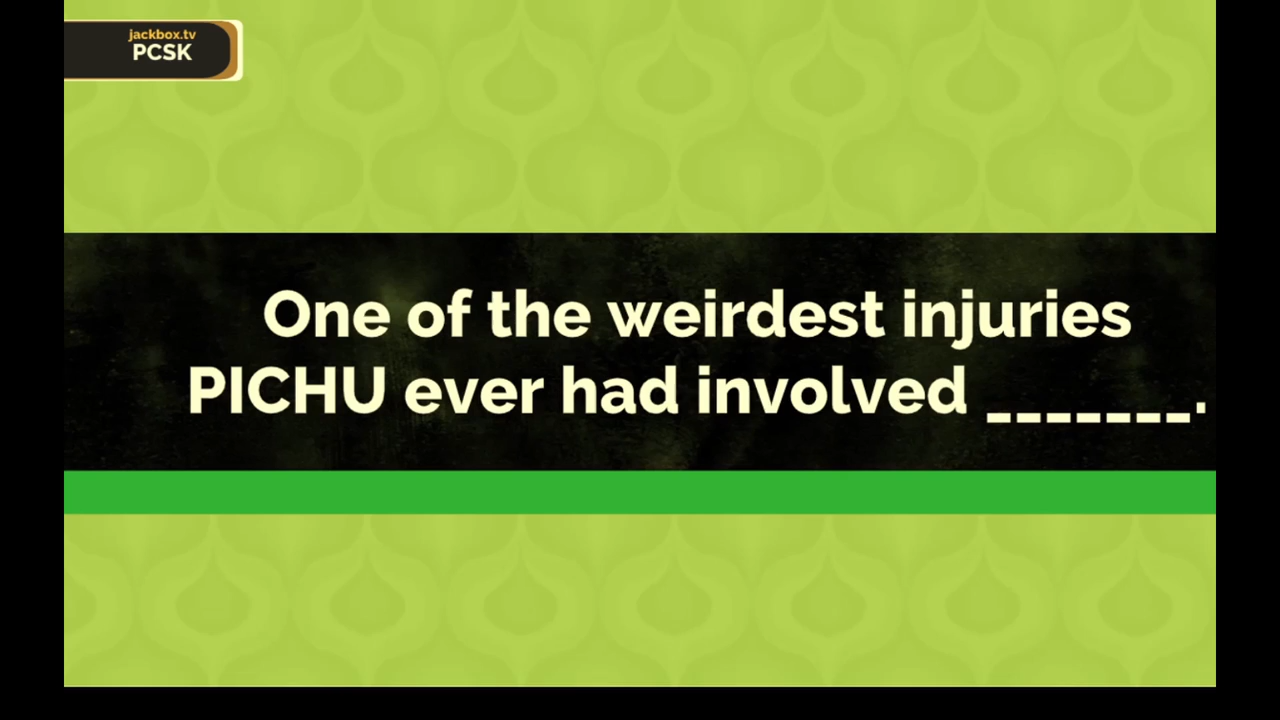 jackbox.tv
PCSK
One of the weirdest injuries
PICHU ever had involved _______.